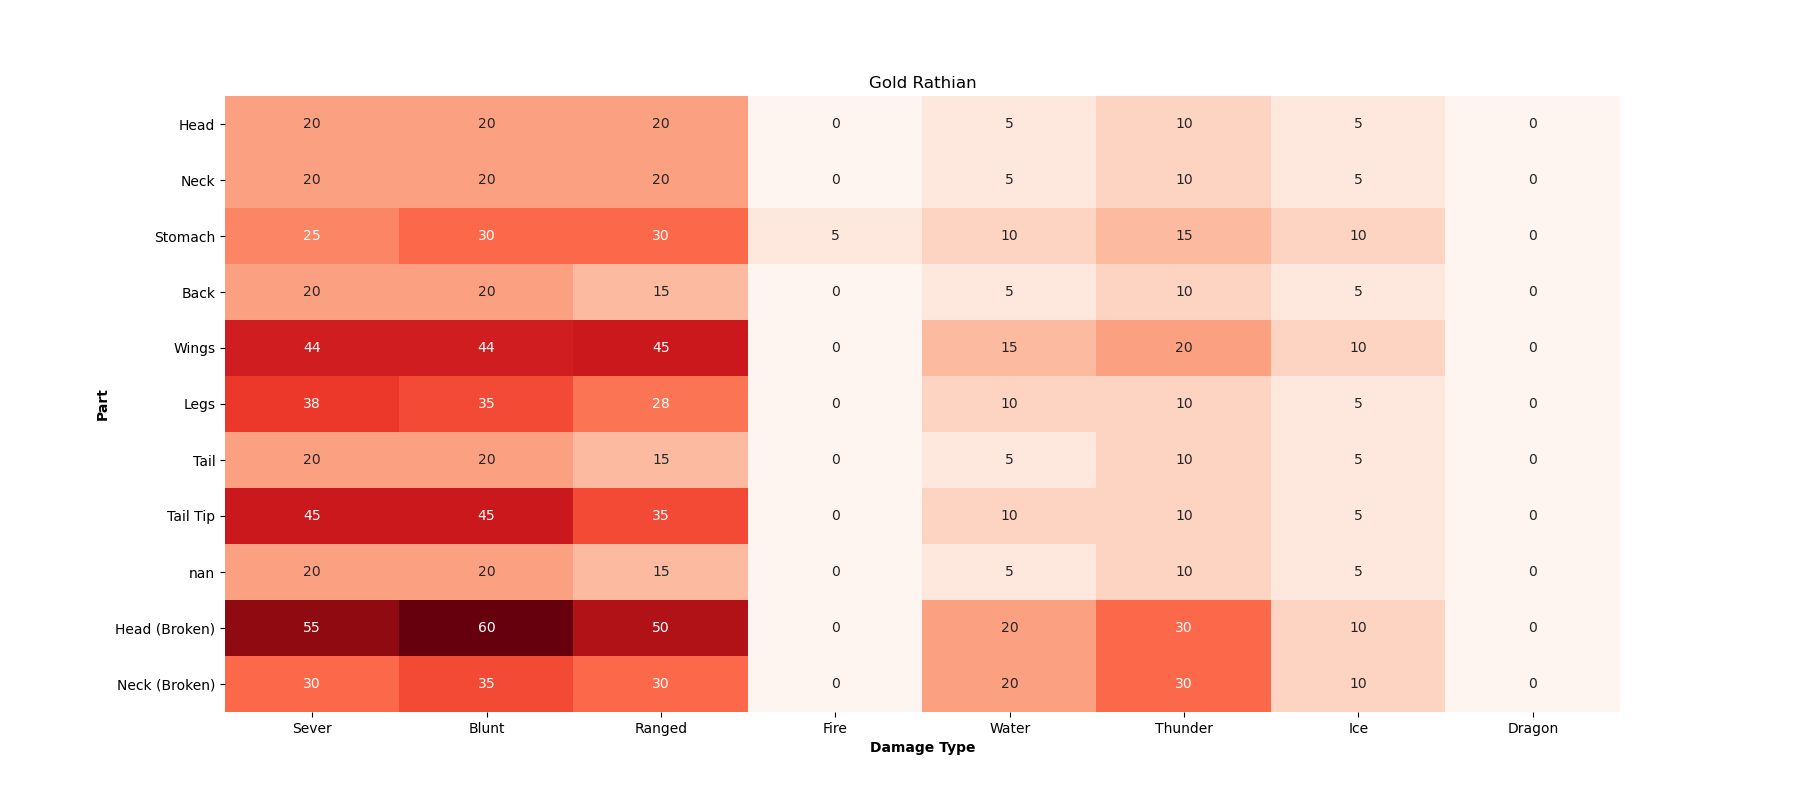 Gold Rathian
Head 20 20 20 0 5 10 5 0
Neck 20 20 20 0 5 10 5 0
Stomach 25 30 30 5 10 15 10 0
Back 20 20 15 0 5 10 5 0
Wings 44 44 45 0 15 20 10 0
Legs 38 35 28 0 10 10 5 0
Tail 20 20 15 0 5 10 5 0
Tail Tip 45 45 35 0 10 10 5 0
nan 20 20 15 0 5 10 5 0
Head (Broken) 55 60 50 0 20 30 10 0
Neck (Broken) 30 35 30 0 20 30 10 0
Part
Sever Blunt Ranged Fire Water Thunder Ice Dragon
Damage Type